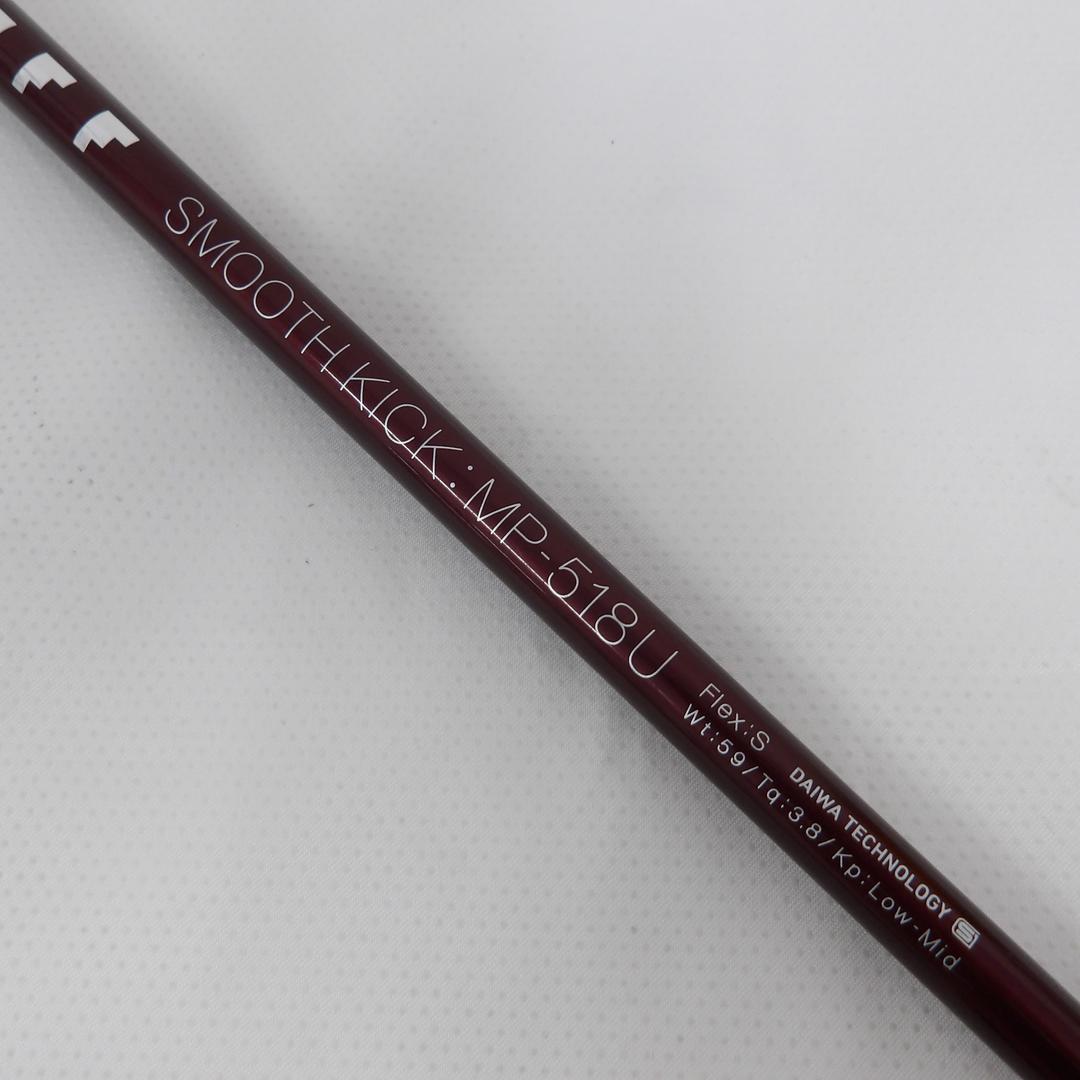 SMOOTH KICK: MP-518U
Flex:S
Wt:59/Tq:3.8/Kp:Low-Mid
DAIWA TECHNOLOGY